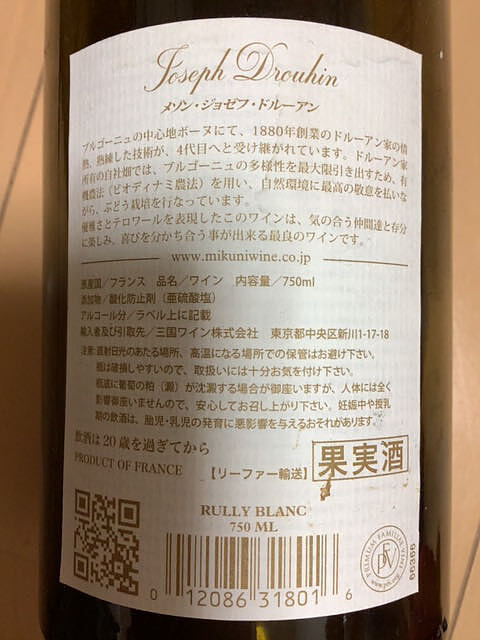 Joseph Drouhin
メゾン・ジョゼフ・ドルーアン
ブルゴーニュの中心地ボーヌにて、1880年創業のドルーアン家の情
熱、熟練した技術が、4代目へと受け継がれています。ドルーアン家
所有の自社畑では、ブルゴーニュの多様性を最大限引き出すため、有
機農法(ビオディナミ農法)を用い、自然環境に最高の敬意を払いな
がら、ぶどう栽培を行なっています。
優雅さとテロワールを表現したこのワインは、気の合う仲間達と存分
に楽しみ、喜びを分かち合う事が出来る最良のワインです。
www.mikuniwine.co.jp
原産国／フランス 品名／ワイン 内容量／750ml
添加物／酸化防止剤(亜硫酸塩)
アルコール分／ラベル上に記載
輸入者及び引取先／三国ワイン株式会社 東京都中央区新川1-17-18
注意:直射日光のあたる場所、高温になる場所での保管はお避け下さい。
瓶は破損しやすいので、取扱いには十分お気を付け下さい。
瓶底に葡萄の粕(澱)が沈澱する場合が御座いますが、人体には全く
影響御座いませんので、安心してお召し上がり下さい。妊娠中や授乳
期の飲酒は、胎児・乳児の発育に悪影響を与えるおそれがあります。
飲酒は20歳を過ぎてから
PRODUCT OF FRANCE
【リーファー輸送】
果実酒
RULLY BLANC
750 ML
0 12086 31801 6
PRIMUM FAMILIAE VINI
PFV
66366